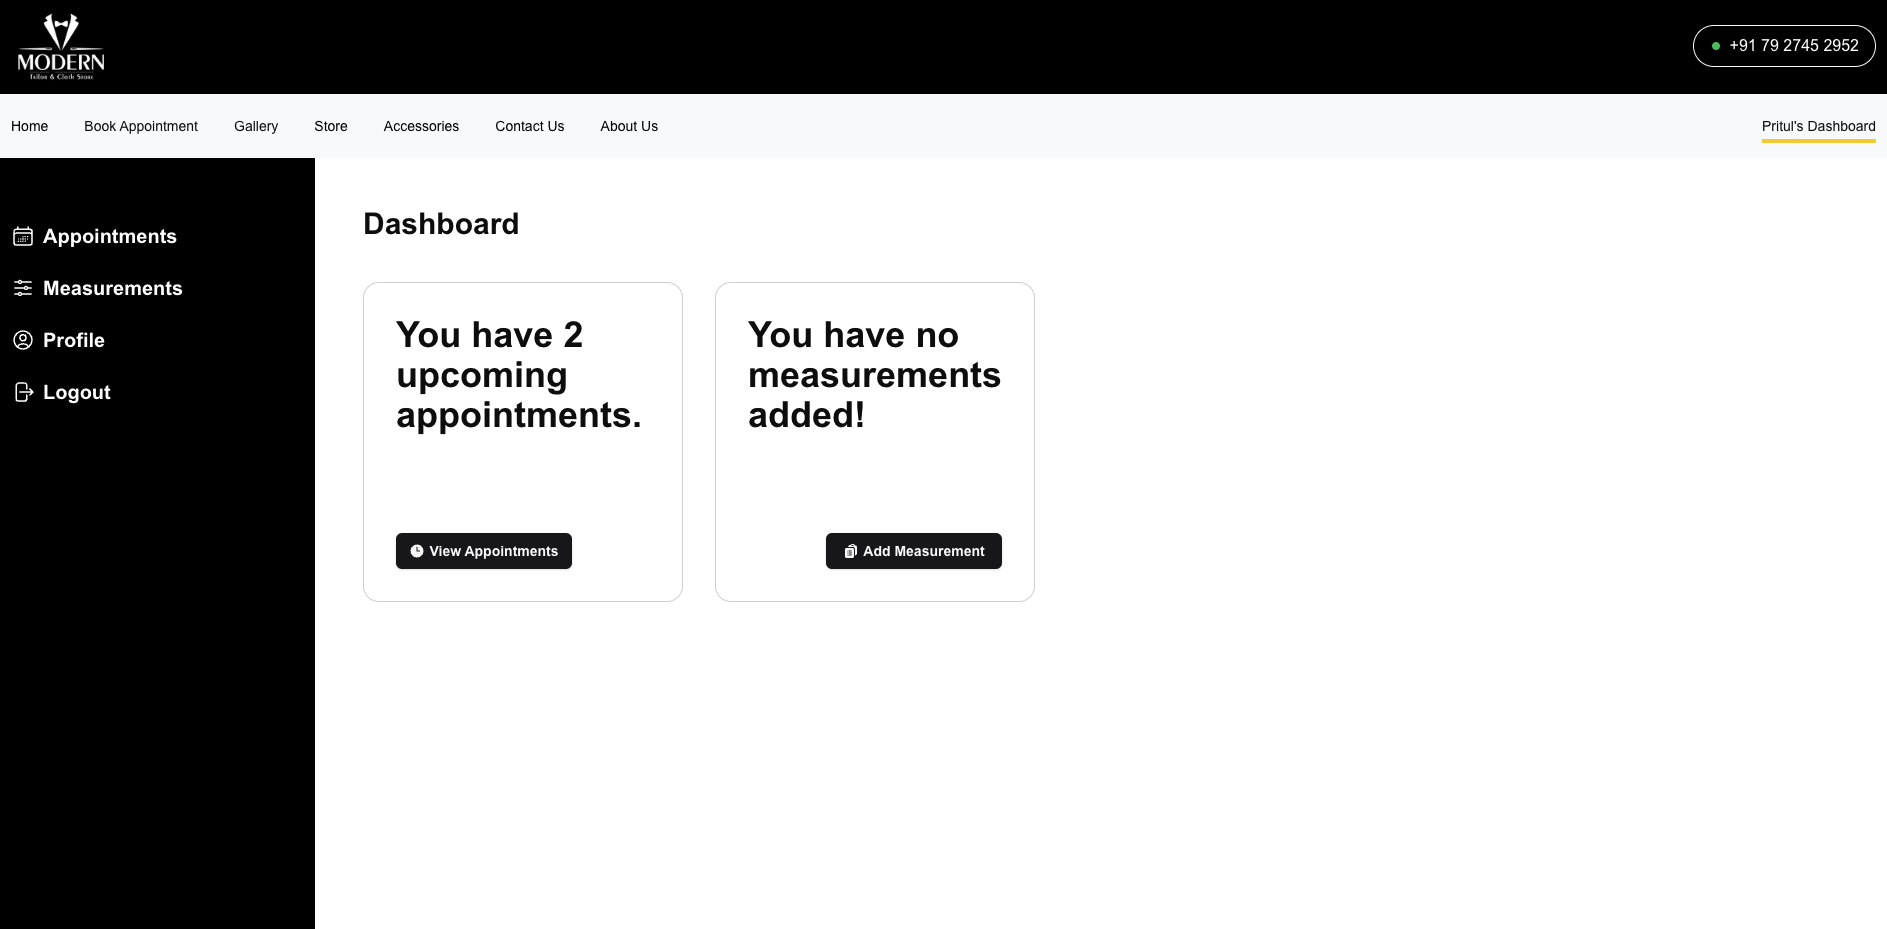 MODERN
Tailor & Cloth Store
+91 79 2745 2952
Home
Book Appointment
Gallery
Store
Accessories
Contact Us
About Us
Pritul's Dashboard
Appointments
Measurements
Profile
Logout
Dashboard
You have 2
upcoming
appointments.
View Appointments
You have no
measurements
added!
Add Measurement